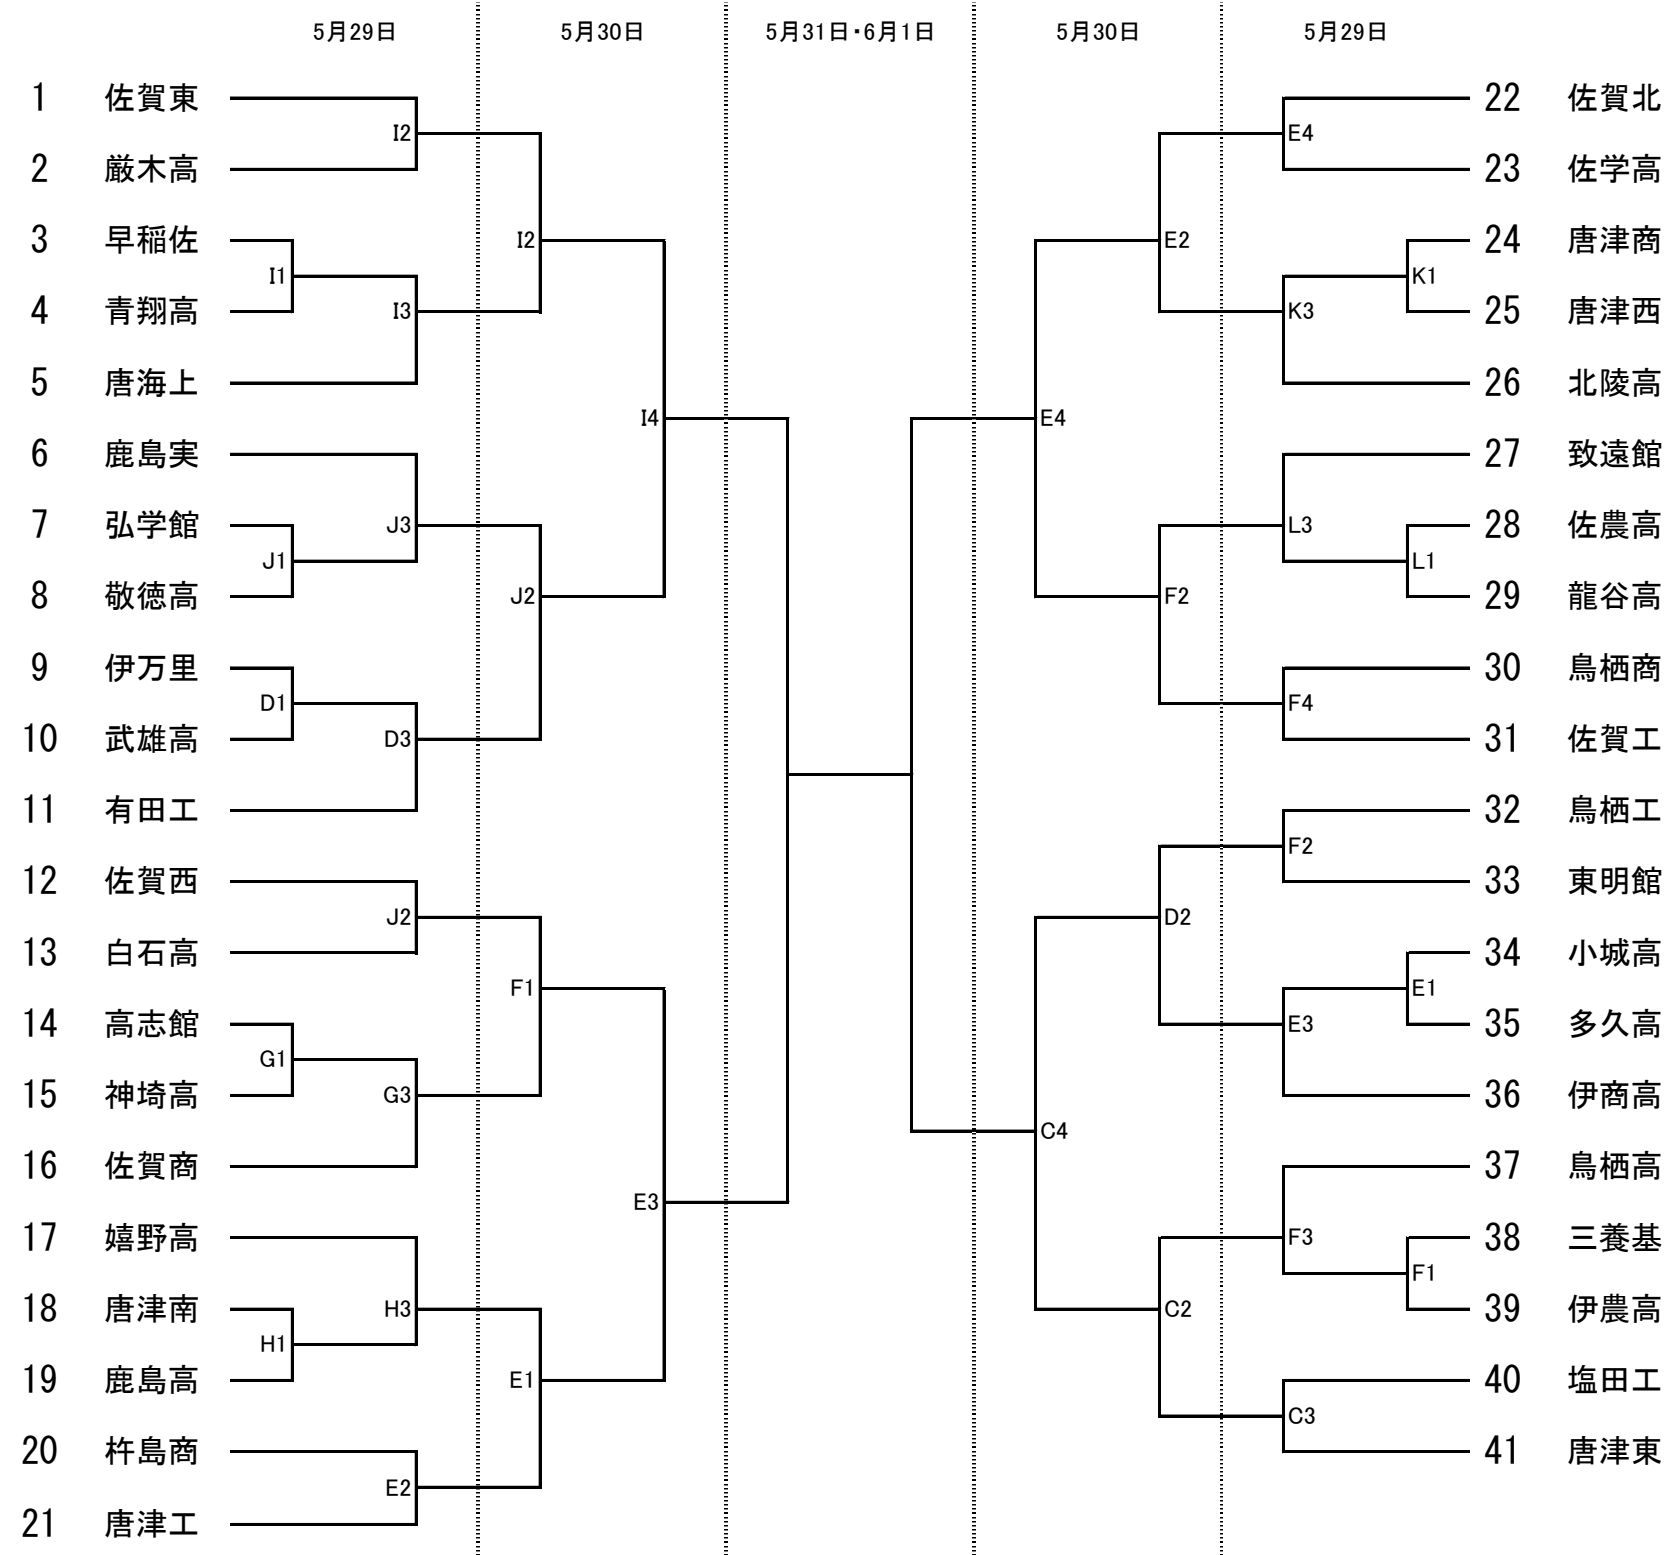 5月29日 5月30日 5月31日・6月1日 5月30日 5月29日
1 佐賀東 22 佐賀北
I2 E4
2 厳木高 23 佐学高
3 早稲佐 I2 E2 24 唐津商
I1 K1
4 青翔高 I3 K3 25 唐津西
5 唐海上 26 北陵高
I4 E4
6 鹿島実 27 致遠館
7 弘学館 J3 L3 28 佐農高
J1 L1
8 敬徳高 J2 F2 29 龍谷高
9 伊万里 30 鳥栖商
D1 F4
10 武雄高 D3 31 佐賀工
11 有田工 32 鳥栖工
F2
12 佐賀西 33 東明館
J2 D2
13 白石高 34 小城高
F1 E1
14 高志館 E3 35 多久高
G1
15 神埼高 G3 36 伊商高
C4
16 佐賀商 37 鳥栖高
E3
17 嬉野高 F3 38 三養基
F1
18 唐津南 H3 C2 39 伊農高
H1
19 鹿島高 E1 40 塩田工
C3
20 杵島商 41 唐津東
E2
21 唐津工